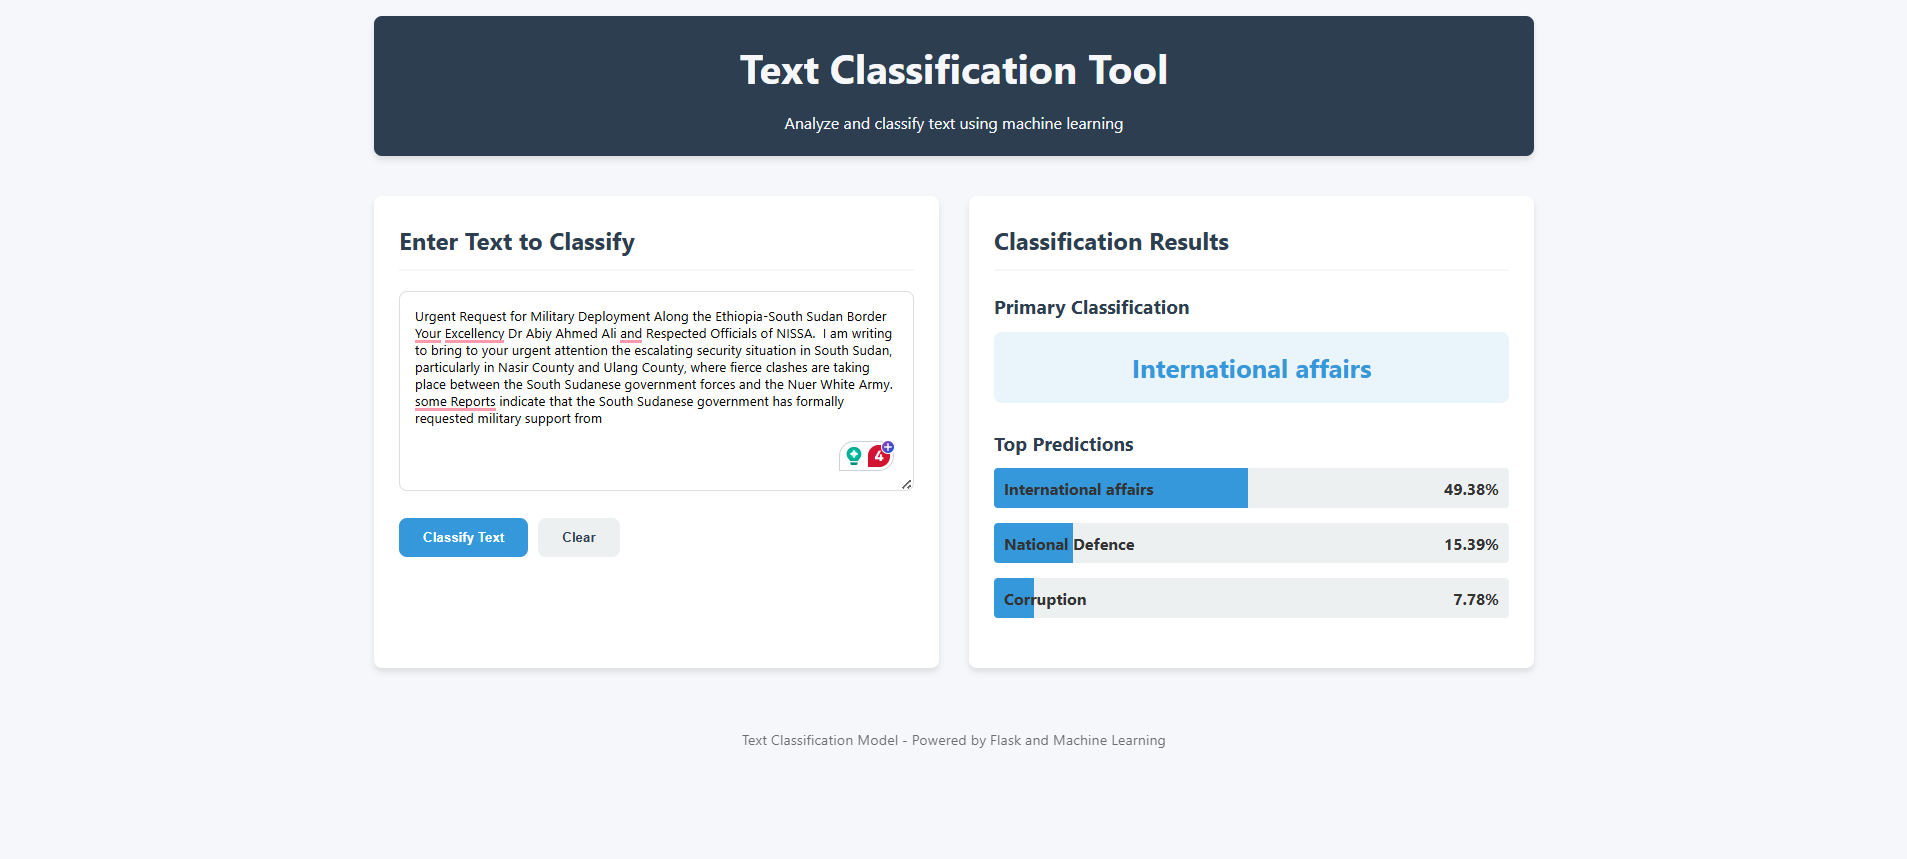 Text Classification Tool
Analyze and classify text using machine learning
Enter Text to Classify
Urgent Request for Military Deployment Along the Ethiopia-South Sudan Border
Your Excellency Dr Abiy Ahmed Ali and Respected Officials of NISSA.  I am writing
to bring to your urgent attention the escalating security situation in South Sudan,
particularly in Nasir County and Ulang County, where fierce clashes are taking
place between the South Sudanese government forces and the Nuer White Army.
some Reports indicate that the South Sudanese government has formally
requested military support from
4
Classify Text
Clear
Classification Results
Primary Classification
International affairs
Top Predictions
International affairs 49.38%
National Defence 15.39%
Corruption 7.78%
Text Classification Model - Powered by Flask and Machine Learning